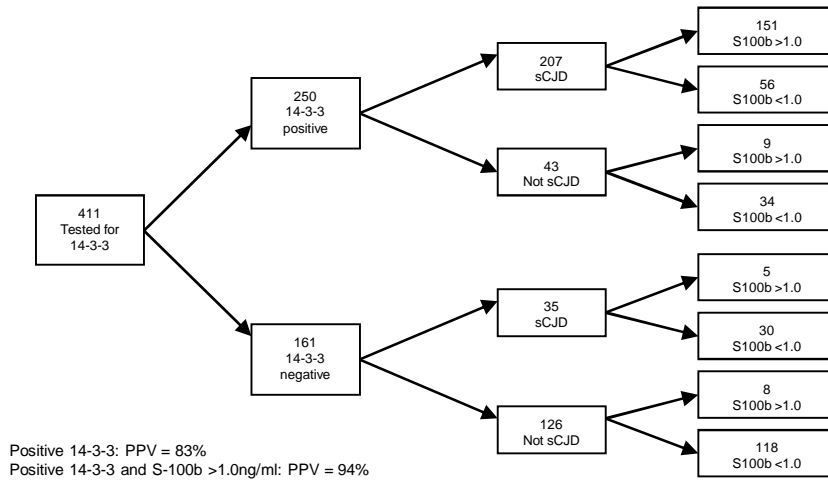 411
Tested for
14-3-3
250
14-3-3
positive
161
14-3-3
negative
207
sCJD
43
Not sCJD
35
sCJD
126
Not sCJD
151
S100b >1.0
56
S100b <1.0
9
S100b >1.0
34
S100b <1.0
5
S100b >1.0
30
S100b <1.0
8
S100b >1.0
118
S100b <1.0
Positive 14-3-3: PPV = 83%
Positive 14-3-3 and S-100b >1.0ng/ml: PPV = 94%